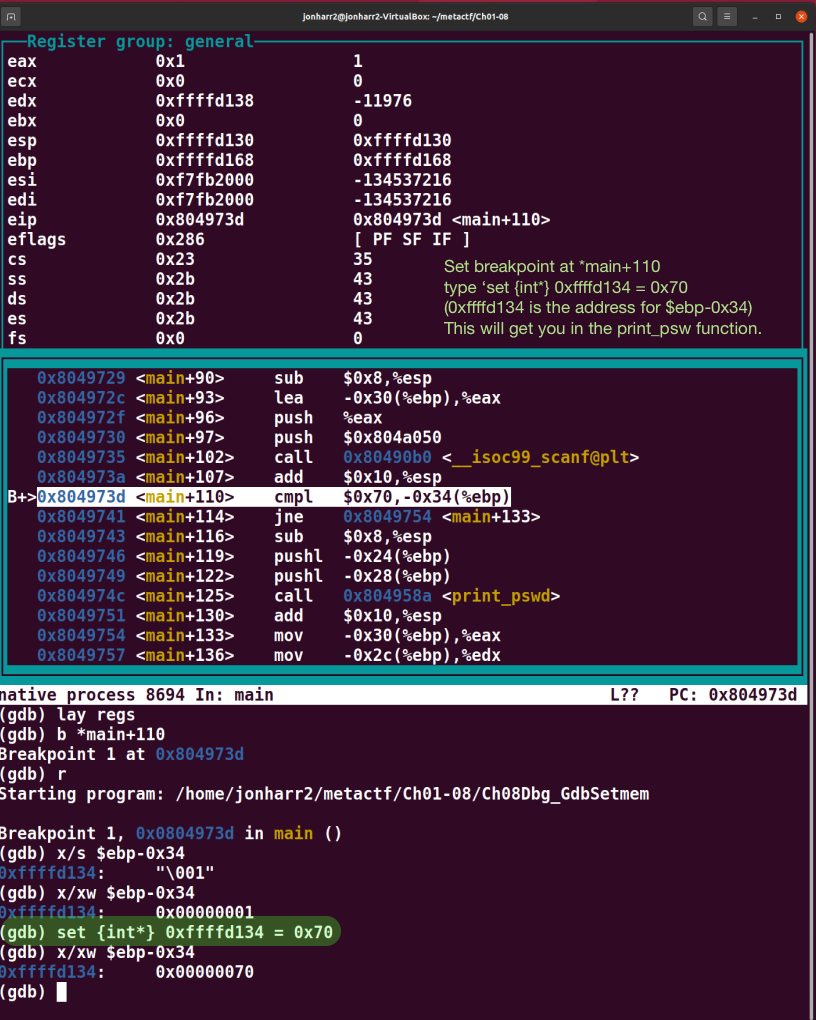 jonharr2@jonharr2-VirtualBox: ~/metactf/Ch01-08
Register group: general
eax 0x1 1
ecx 0x0 0
edx 0xffffd138 -11976
ebx 0x0 0
esp 0xffffd130 0xffffd130
ebp 0xffffd168 0xffffd168
esi 0xf7fb2000 -134537216
edi 0xf7fb2000 -134537216
eip 0x804973d 0x804973d <main+110>
eflags 0x286 [ PF SF IF ]
cs 0x23 35
ss 0x2b 43
ds 0x2b 43
es 0x2b 43
fs 0x0 0
Set breakpoint at *main+110
type ‘set {int*} 0xffffd134 = 0x70
(0xffffd134 is the address for $ebp-0x34)
This will get you in the print_psw function.
0x8049729 <main+90> sub $0x8,%esp
0x804972c <main+93> lea -0x30(%ebp),%eax
0x804972f <main+96> push %eax
0x8049730 <main+97> push $0x804a050
0x8049735 <main+102> call 0x80490b0 <__isoc99_scanf@plt>
0x804973a <main+107> add $0x10,%esp
B+>0x804973d <main+110> cmpl $0x70,-0x34(%ebp)
0x8049741 <main+114> jne 0x8049754 <main+133>
0x8049743 <main+116> sub $0x8,%esp
0x8049746 <main+119> pushl -0x24(%ebp)
0x8049749 <main+122> pushl -0x28(%ebp)
0x804974c <main+125> call 0x804958a <print_pswd>
0x8049751 <main+130> add $0x10,%esp
0x8049754 <main+133> mov -0x30(%ebp),%eax
0x8049757 <main+136> mov -0x2c(%ebp),%edx
native process 8694 In: main L?? PC: 0x804973d
(gdb) lay regs
(gdb) b *main+110
Breakpoint 1 at 0x804973d
(gdb) r
Starting program: /home/jonharr2/metactf/Ch01-08/Ch08Dbg_GdbSetmem
Breakpoint 1, 0x0804973d in main ()
(gdb) x/s $ebp-0x34
0xffffd134: "\001"
(gdb) x/xw $ebp-0x34
0xffffd134: 0x00000001
(gdb) set {int*} 0xffffd134 = 0x70
(gdb) x/xw $ebp-0x34
0xffffd134: 0x00000070
(gdb)